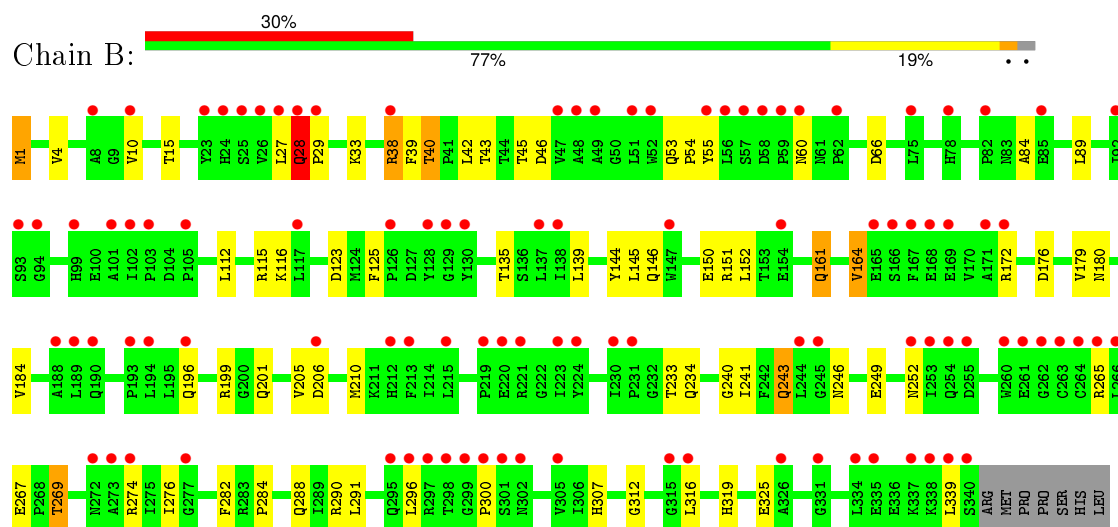 30%
Chain B:
77% 19% • •
M1 V4 A8 G9 V10 T15 Y23 H24 S25 V26 L27 Q28 P29 K33 R38 F39 T40 P41 L42 T43 T44 T45 D46 V47 A48 A49 G50 L51 W52 Q53 P54 Y55 L56 S57 D58 P59 N60 N61 P62 D66 L75 H78 P82 N83 A84 E85 L89 I92
S93 G94 H99 E100 A101 I102 P103 D104 P105 L112 R115 K116 L117 D123 M124 F125 P126 D127 Y128 G129 Y130 T135 S136 L137 I138 L139 Y144 L145 Q146 W147 E150 R151 L152 T153 E154 Q161 V164 E165 S166 F167 E168 E169 V170 A171 R172 D176 V179 N180
V184 A188 L189 Q190 P193 L194 L195 Q196 R199 G200 Q201 V205 D206 M210 K211 H212 F213 I214 L215 P219 E220 R221 G222 I223 Y224 I230 P231 G232 T233 Q234 G240 I241 F242 Q243 L244 G245 N246 E249 N252 I253 Q254 D255 W260 E261 G262 C263 C264 R265 L266
E267 P268 T269 N272 A273 R274 I275 I276 G277 F282 R283 P284 Q288 I289 R290 L291 Q295 L296 R297 T298 G299 P300 S301 N302 V305 I306 H307 G312 G315 L316 H319 E325 A326 G331 L334 E335 E336 K337 K338 L339 S340 ARG MET PRO PRO SER HIS LEU